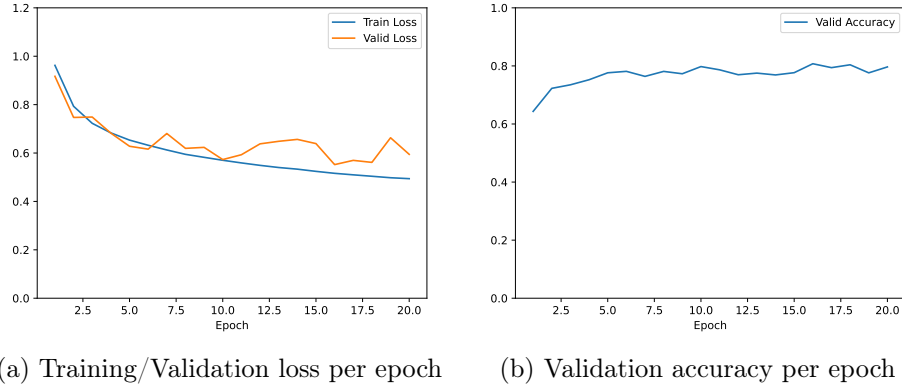 1.2
1.0
0.8
0.6
0.4
0.2
0.0
Train Loss
Valid Loss
2.5 5.0 7.5 10.0 12.5 15.0 17.5 20.0
Epoch
(a) Training/Validation loss per epoch
1.0
0.8
0.6
0.4
0.2
0.0
Valid Accuracy
2.5 5.0 7.5 10.0 12.5 15.0 17.5 20.0
Epoch
(b) Validation accuracy per epoch